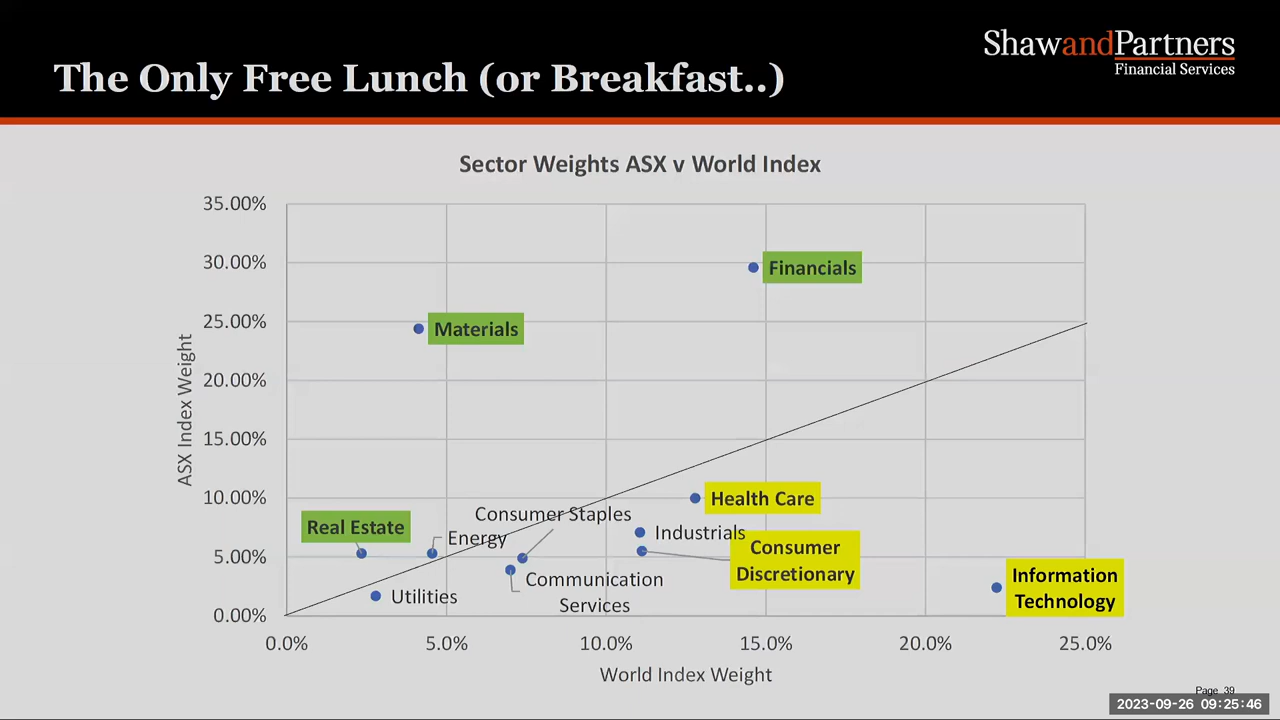 The Only Free Lunch (or Breakfast..)
ShawandPartners
Financial Services
Sector Weights ASX v World Index
ASX Index Weight
35.00%
30.00%
25.00%
20.00%
15.00%
10.00%
5.00%
0.00%
Financials
Materials
Health Care
Consumer Staples
Real Estate
Energy
Industrials
Consumer
Discretionary
Communication
Services
Utilities
Information
Technology
0.0%
5.0%
10.0%
15.0%
20.0%
25.0%
World Index Weight
Page 39
2023-09-26 09:25:46